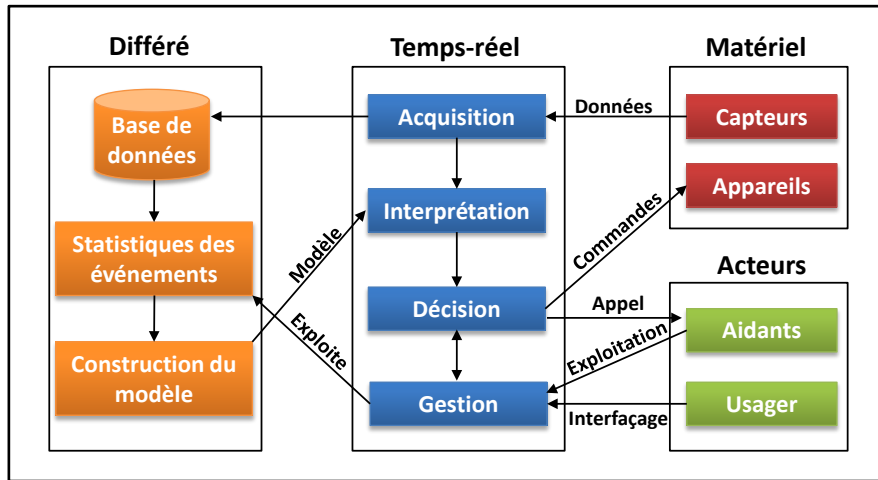 Différé
Temps-réel
Matériel
Base de
données
Acquisition
Données
Capteurs
Appareils
Interprétation
Commandes
Statistiques des
événements
Modèle
Acteurs
Décision
Appel
Aidants
Exploite
Exploitation
Construction du
modèle
Gestion
Interfaçage
Usager